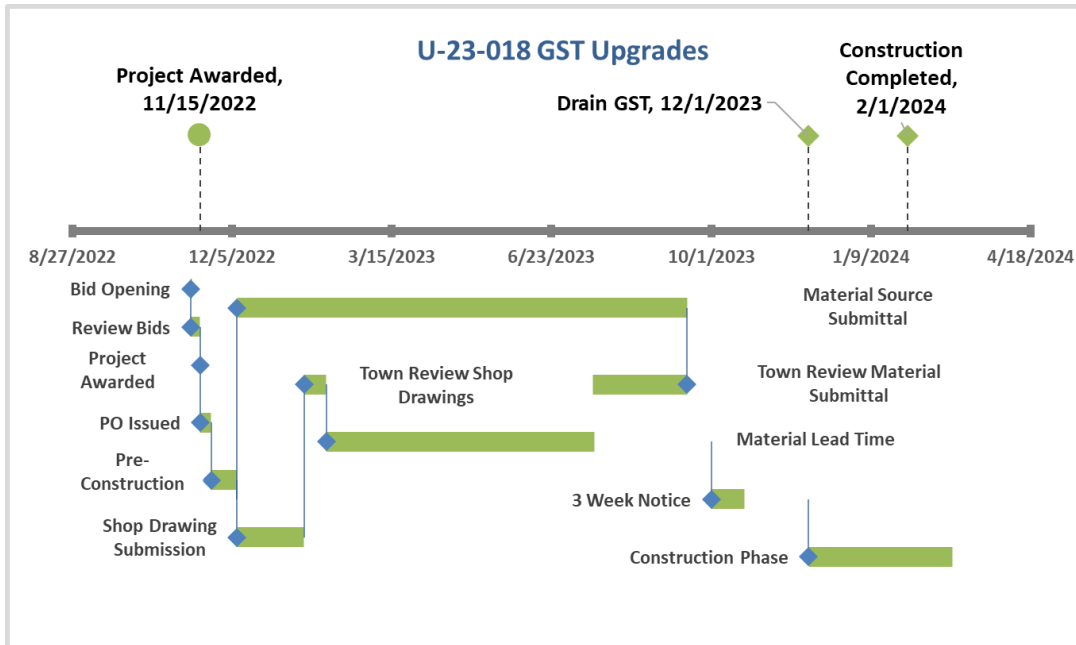 U-23-018 GST Upgrades
Project Awarded,
11/15/2022
Drain GST, 12/1/2023
Construction
Completed,
2/1/2024
8/27/2022
12/5/2022
3/15/2023
6/23/2023
10/1/2023
1/9/2024
4/18/2024
Bid Opening
Material Source
Submittal
Review Bids
Project
Awarded
Town Review Shop
Drawings
Town Review Material
Submittal
PO Issued
Material Lead Time
Pre-
Construction
3 Week Notice
Shop Drawing
Submission
Construction Phase